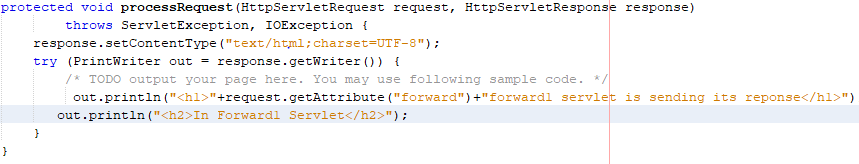 protected void processRequest(HttpServletRequest request, HttpServletResponse response)
throws ServletException, IOException {
response.setContentType("text/html;charset=UTF-8");
try (PrintWriter out = response.getWriter()) {
/* TODO output your page here. You may use following sample code. */
out.println("<h1>"+request.getAttribute("forward")+"forward1 servlet is sending its reponse</h1>")
out.println("<h2>In Forward1 Servlet</h2>");
}
}